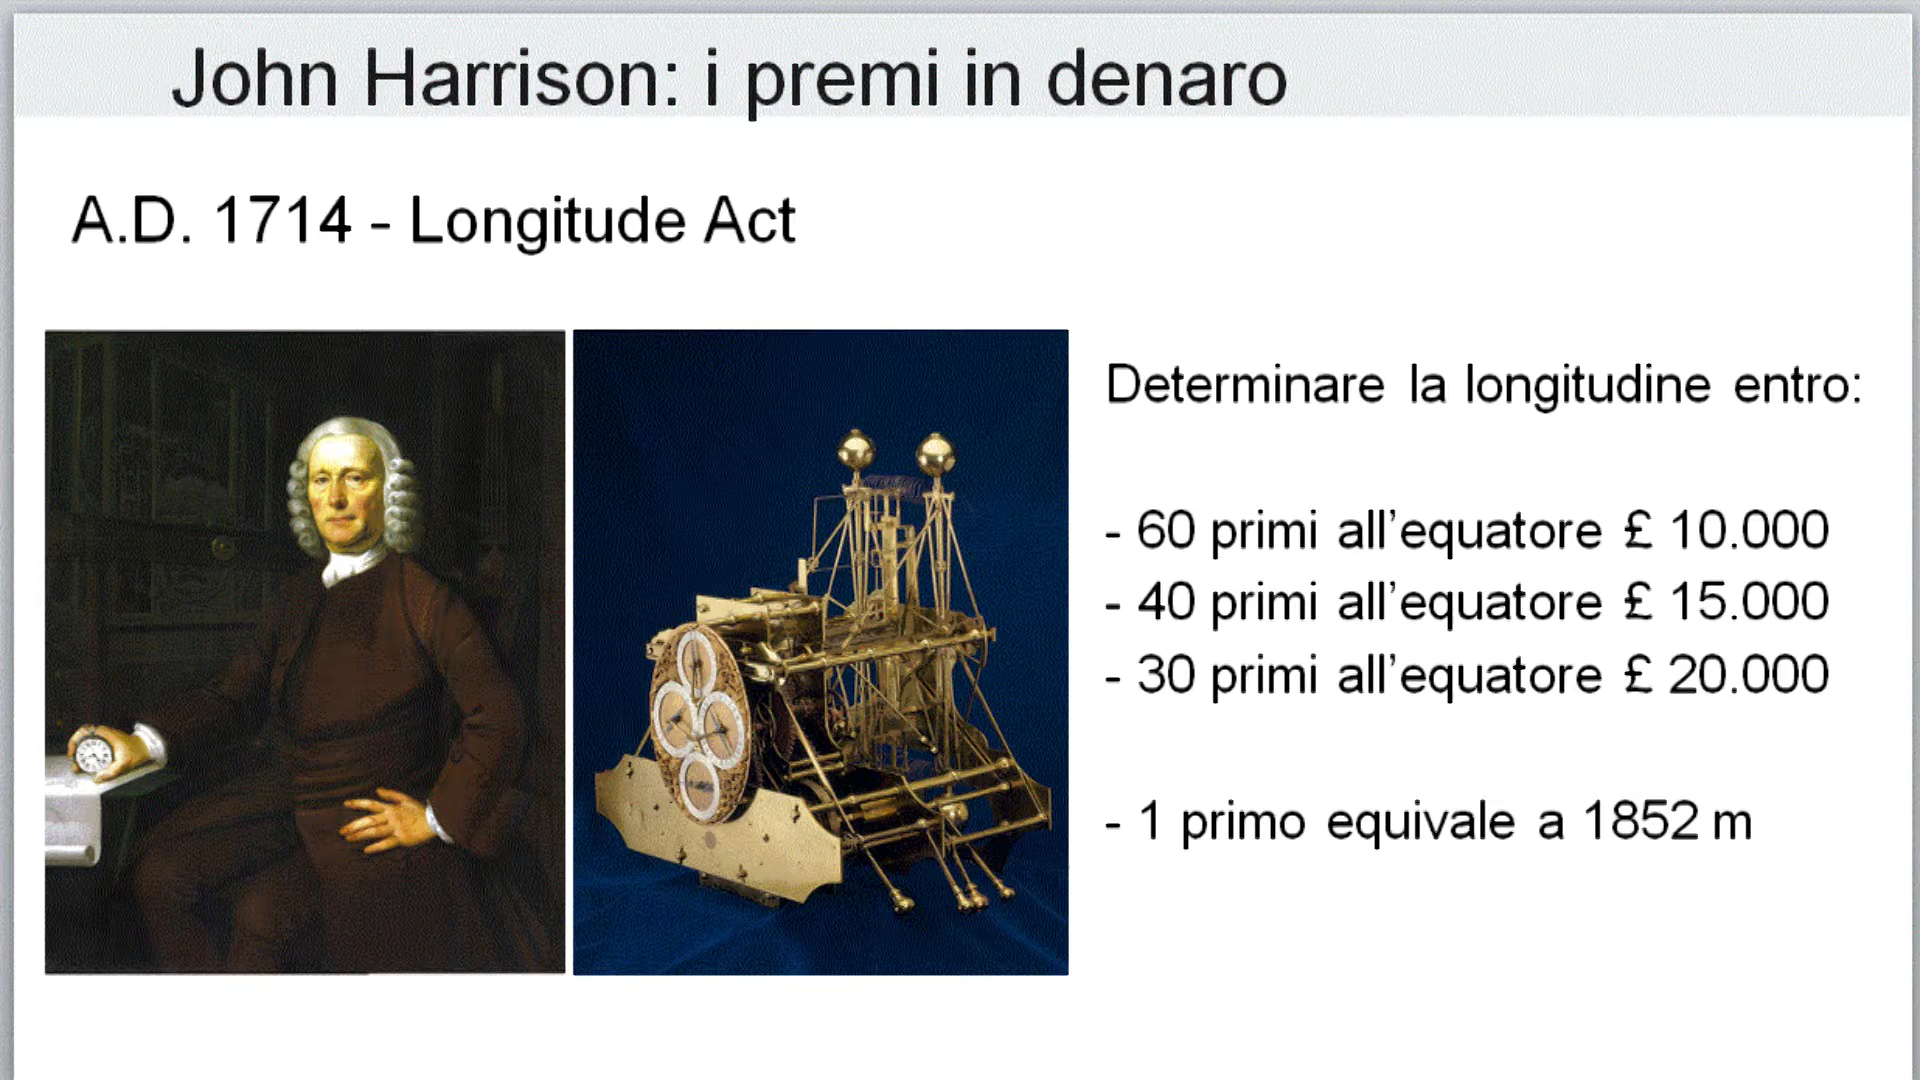 John Harrison: i premi in denaro
A.D. 1714 - Longitude Act
Determinare la longitudine entro:
- 60 primi all’equatore £ 10.000
- 40 primi all’equatore £ 15.000
- 30 primi all’equatore £ 20.000
- 1 primo equivale a 1852 m